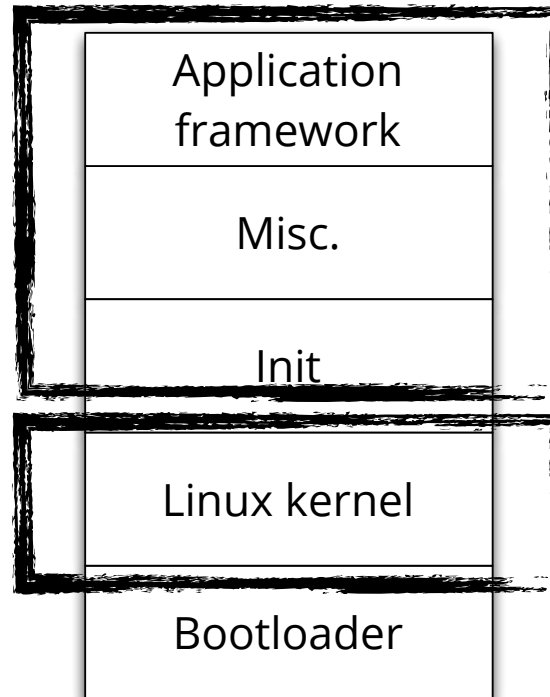 Application
framework
Misc.
Init
Linux kernel
Bootloader